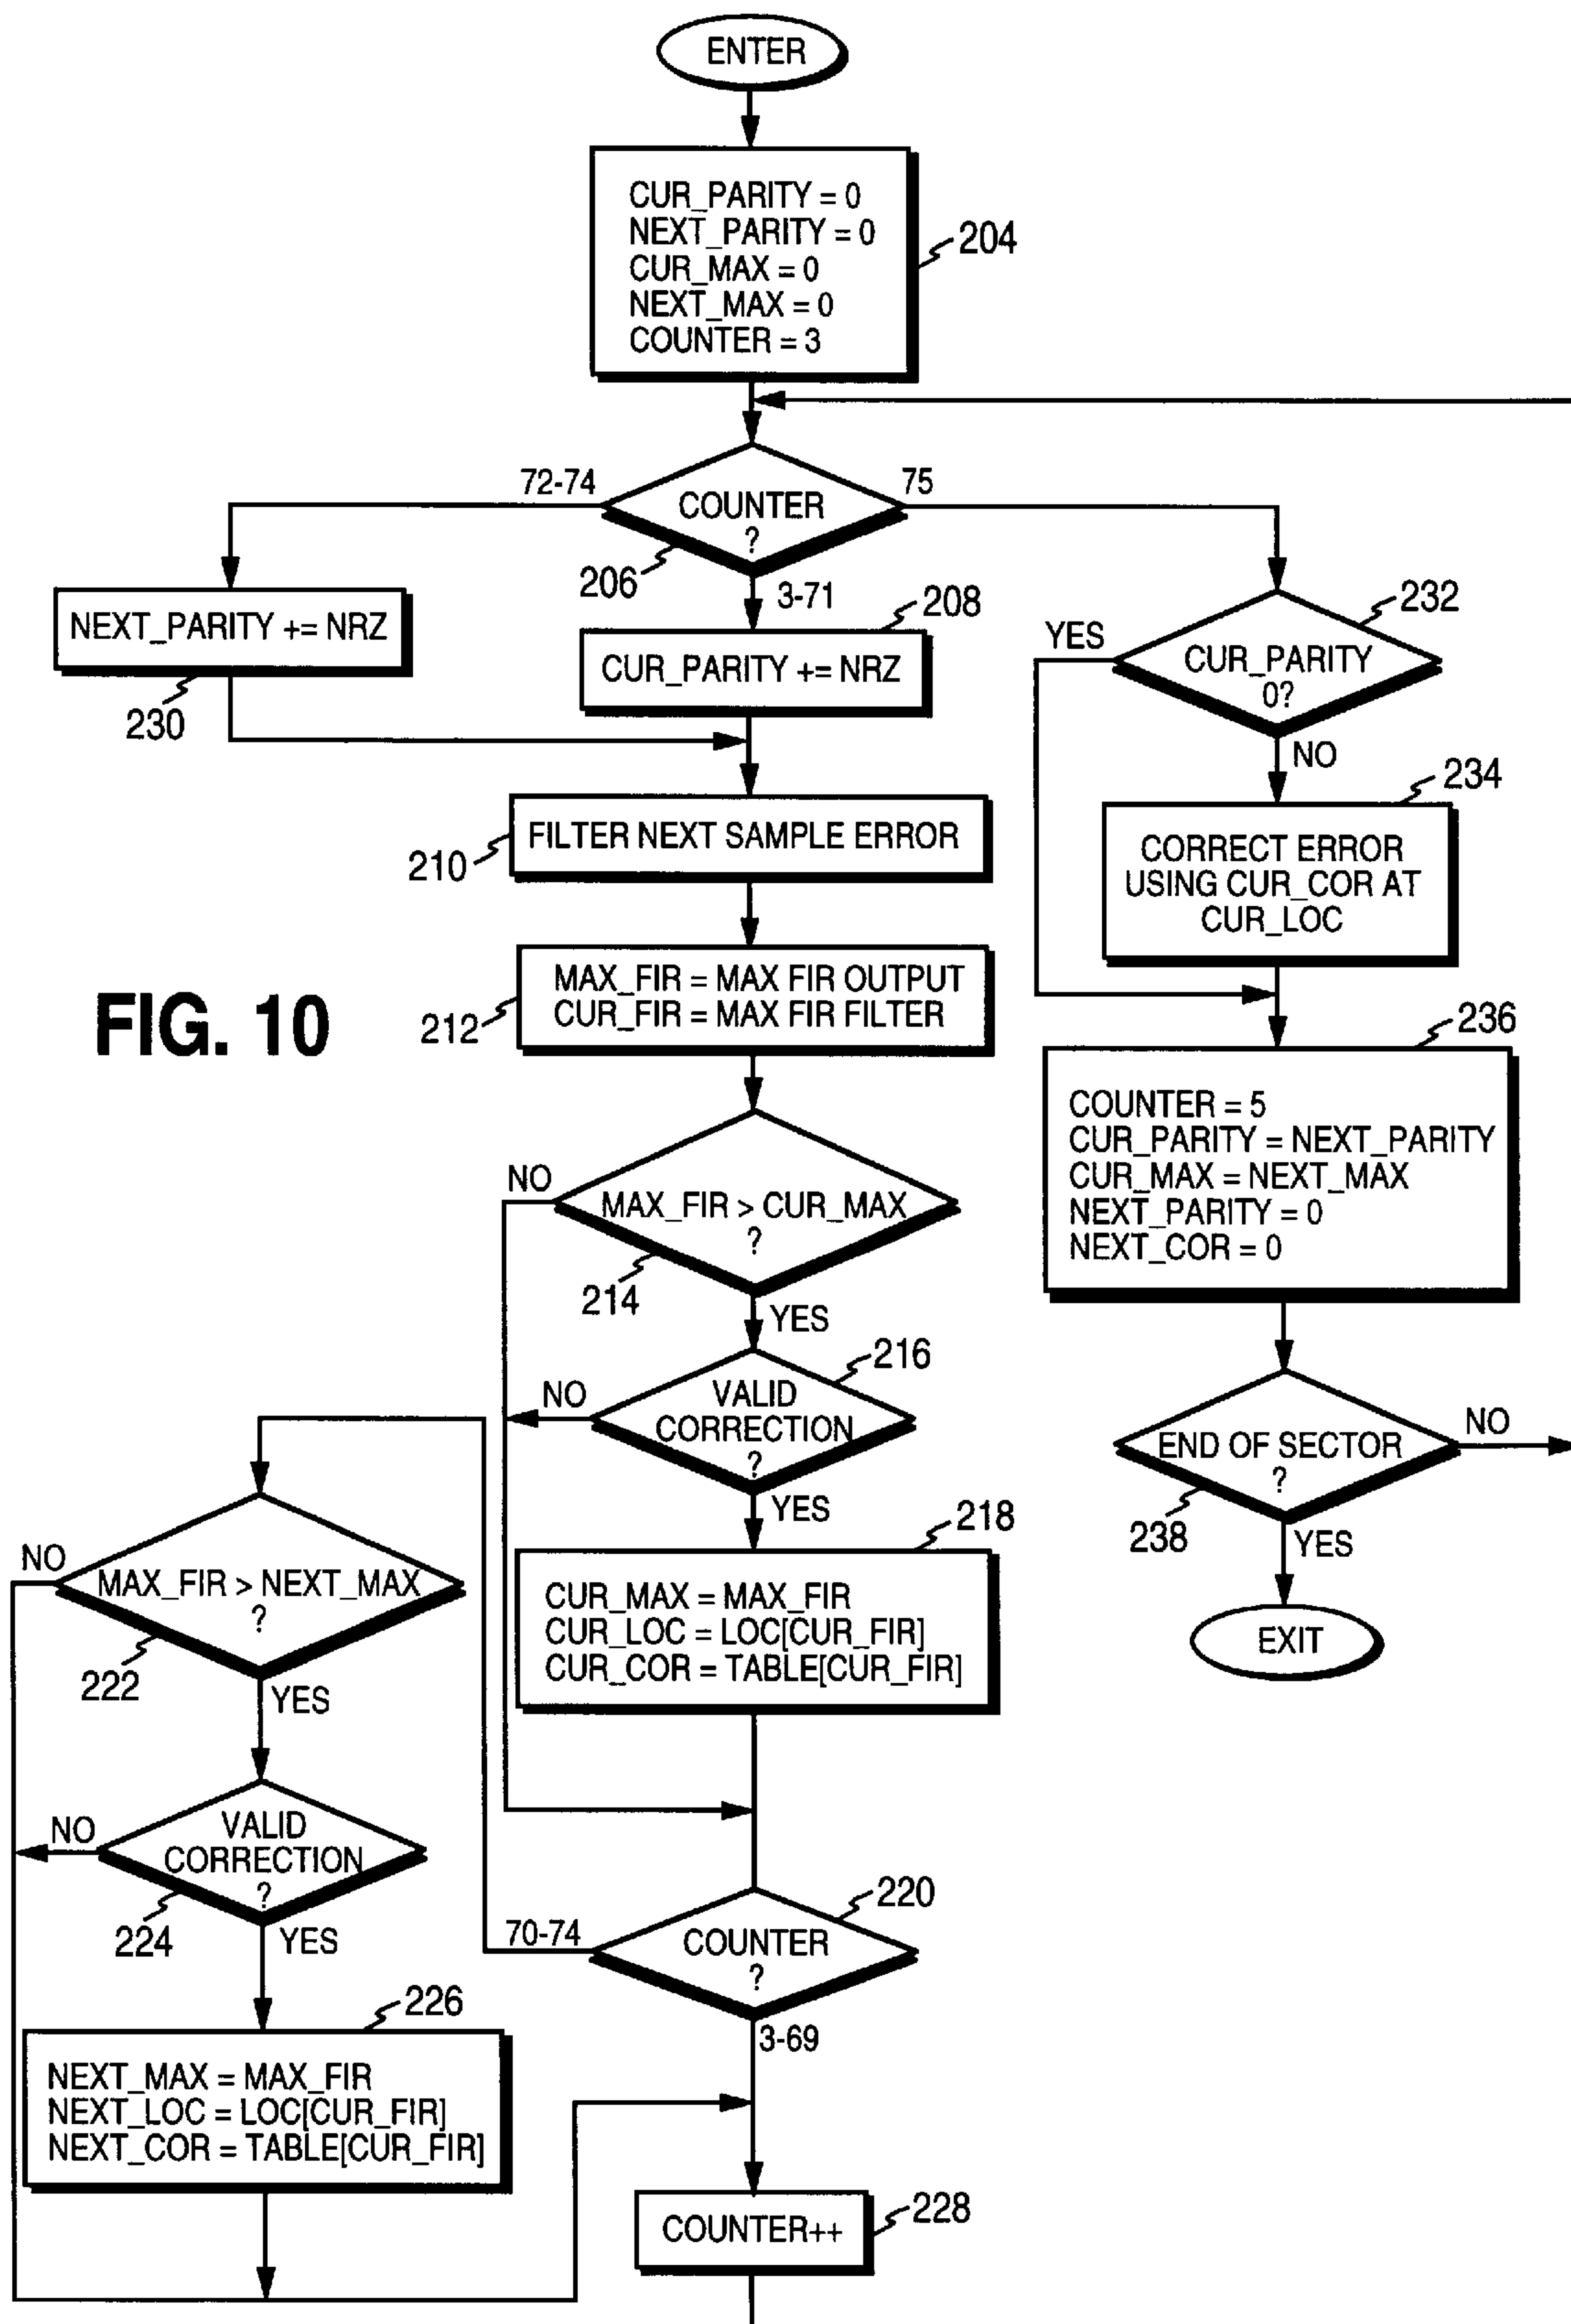 ENTER
CUR_PARITY = 0
NEXT_PARITY = 0
CUR_MAX = 0
NEXT_MAX = 0
COUNTER = 3
204
72-74
COUNTER
?
75
206
3-71
NEXT_PARITY += NRZ
230
208
CUR_PARITY += NRZ
232
YES
CUR_PARITY
0?
NO
234
CORRECT ERROR
USING CUR_COR AT
CUR_LOC
210
FILTER NEXT SAMPLE ERROR
FIG. 10
212
MAX_FIR = MAX FIR OUTPUT
CUR_FIR = MAX FIR FILTER
236
COUNTER = 5
CUR_PARITY = NEXT_PARITY
CUR_MAX = NEXT_MAX
NEXT_PARITY = 0
NEXT_COR = 0
NO
MAX_FIR > CUR_MAX
?
214
YES
216
NO
VALID
CORRECTION
?
YES
END OF SECTOR
?
NO
238
YES
EXIT
218
CUR_MAX = MAX_FIR
CUR_LOC = LOC[CUR_FIR]
CUR_COR = TABLE[CUR_FIR]
NO
MAX_FIR > NEXT_MAX
?
222
YES
NO
VALID
CORRECTION
?
224
YES
220
70-74
COUNTER
?
3-69
226
NEXT_MAX = MAX_FIR
NEXT_LOC = LOC[CUR_FIR]
NEXT_COR = TABLE[CUR_FIR]
COUNTER++
228